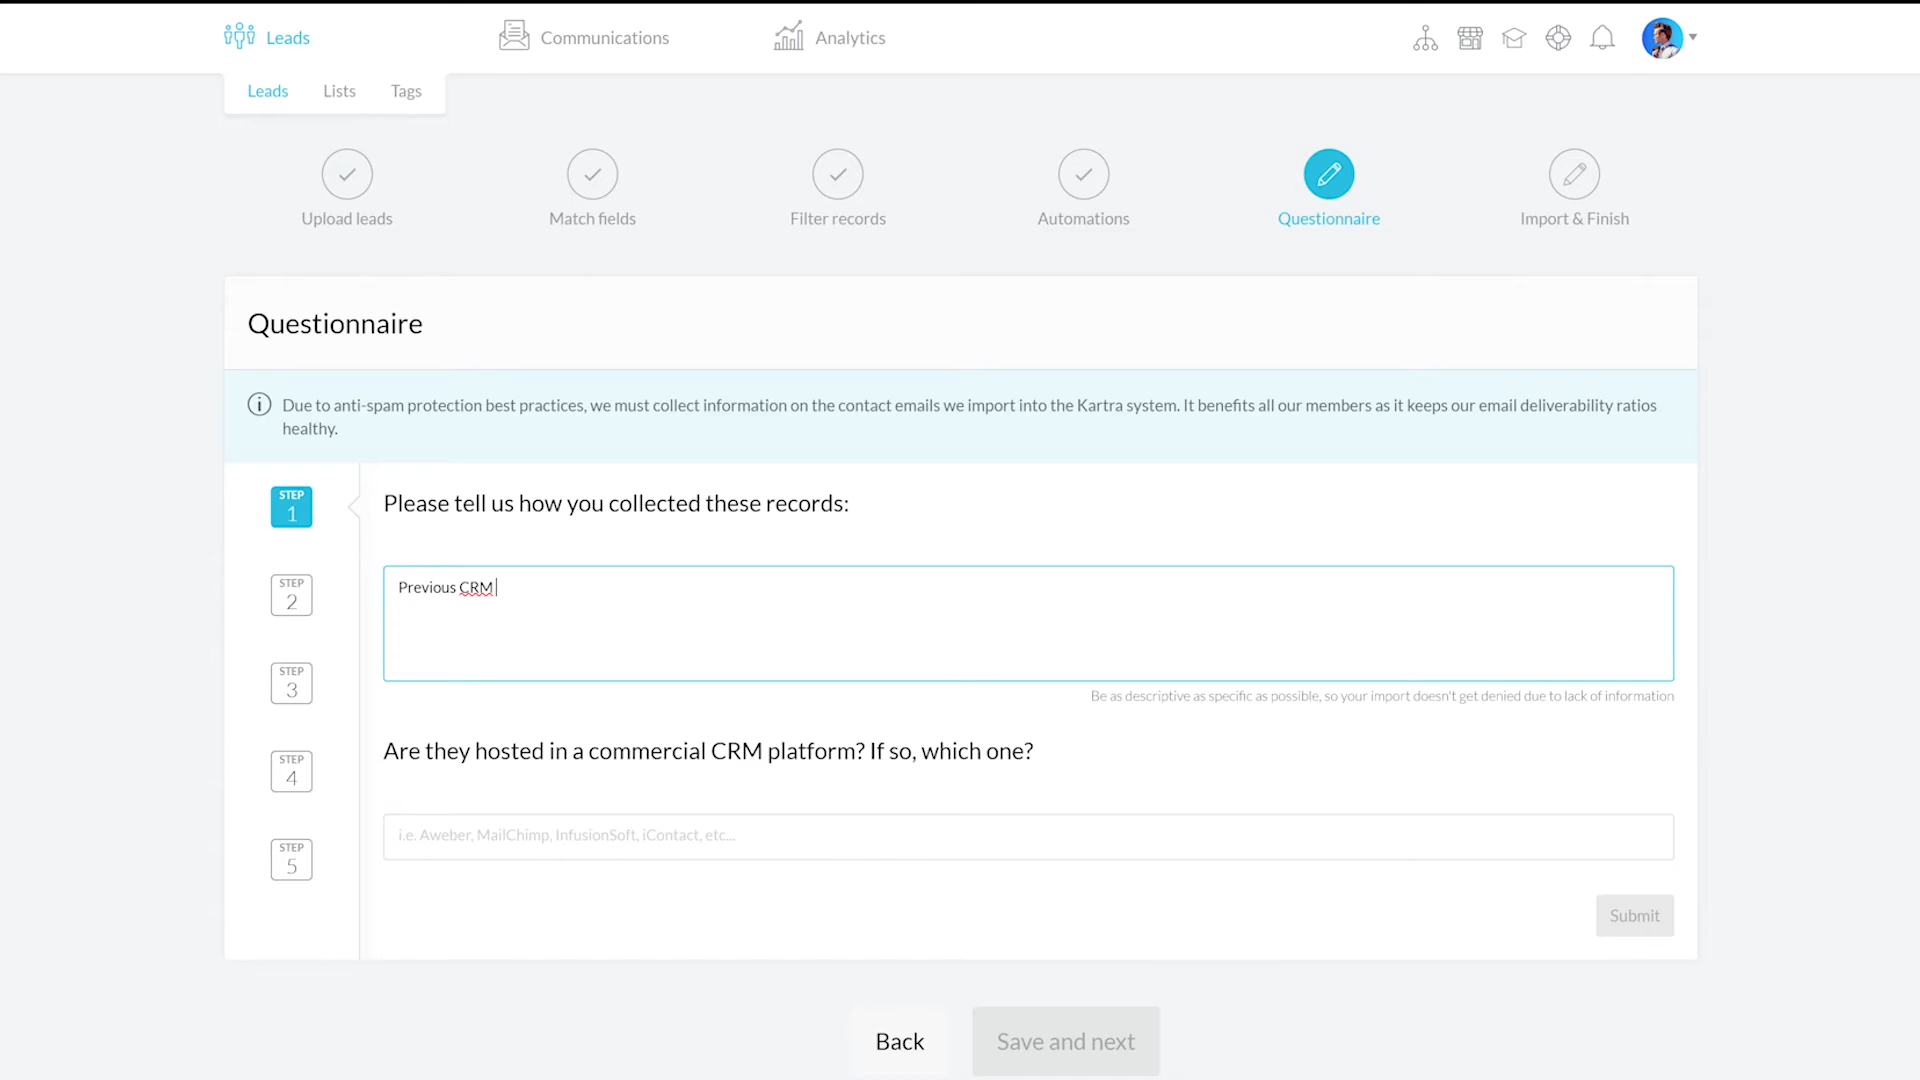 Leads
Communications
Analytics
Leads
Lists
Tags
Upload leads
Match fields
Filter records
Automations
Questionnaire
Import & Finish
Questionnaire
Due to anti-spam protection best practices, we must collect information on the contact emails we import into the Kartra system. It benefits all our members as it keeps our email deliverability ratios
healthy.
STEP
1
Please tell us how you collected these records:
Previous CRM
STEP
2
STEP
3
Be as descriptive as specific as possible, so your import doesn't get denied due to lack of information
Are they hosted in a commercial CRM platform? If so, which one?
STEP
4
i.e. Aweber, MailChimp, InfusionSoft, iContact, etc...
STEP
5
Submit
Back
Save and next